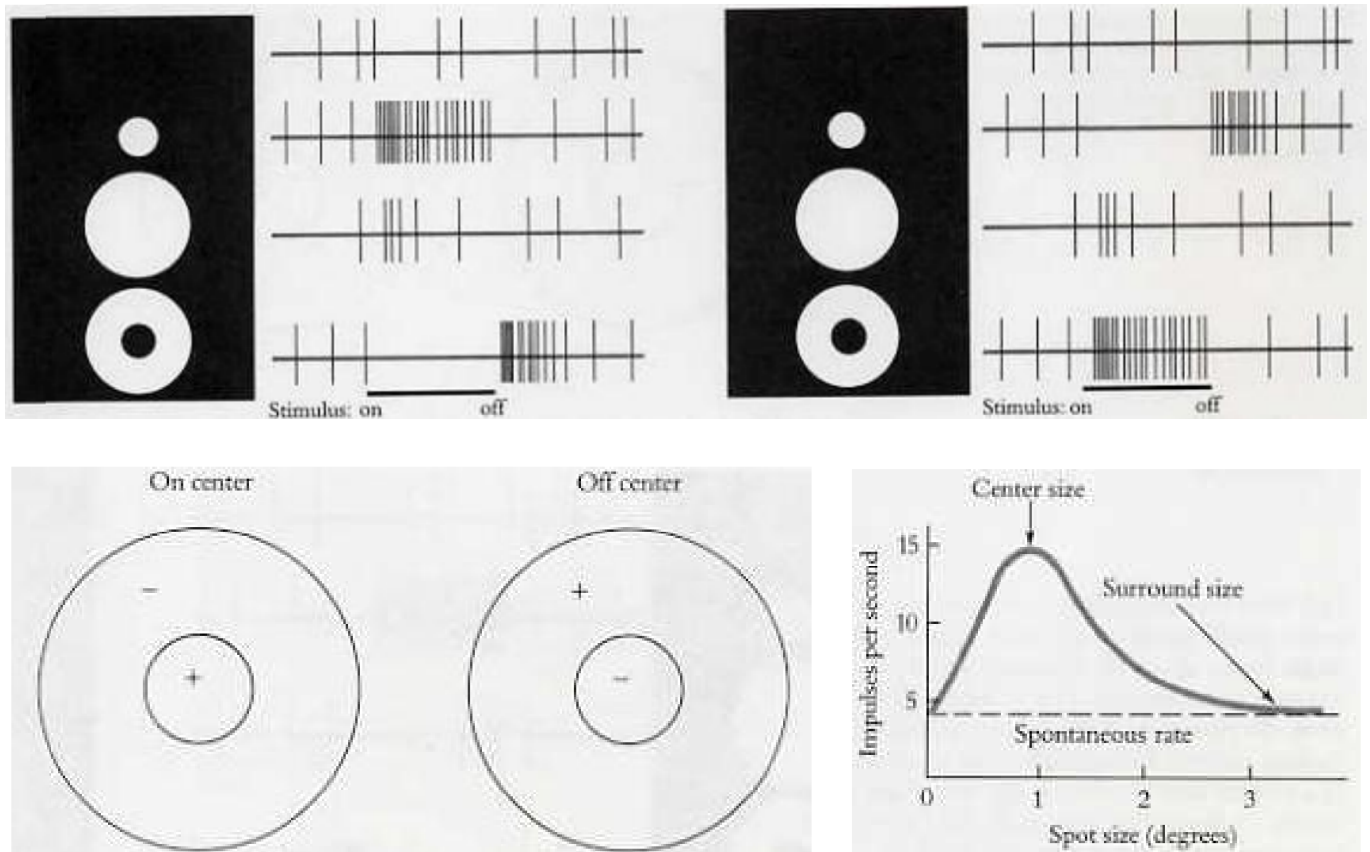 Stimulus: on off
Stimulus: on off
On center
Off center
−
+
+
−
Center size
Surround size
Spontaneous rate
Impulses per second
15
10
5
0 1 2 3
Spot size (degrees)